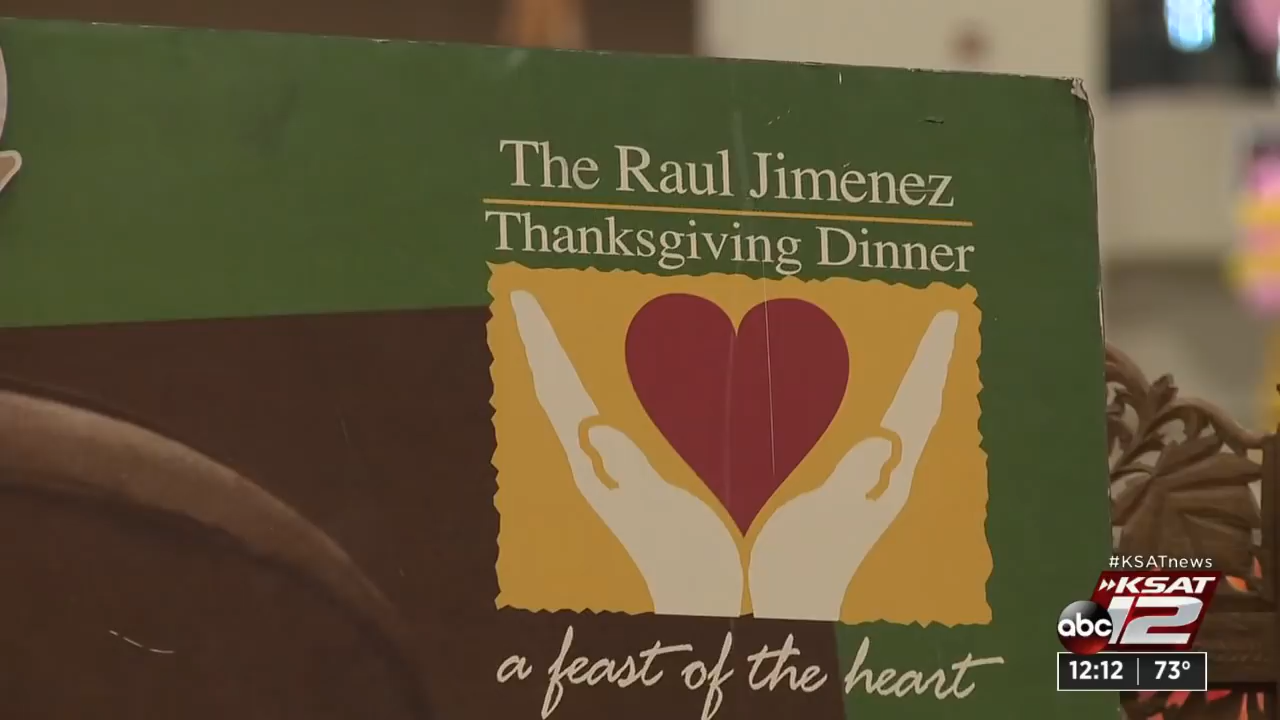 The Raul Jimenez
Thanksgiving Dinner
a feast of the heart
#KSATnews
KSAT
abc 12
12:12 73°